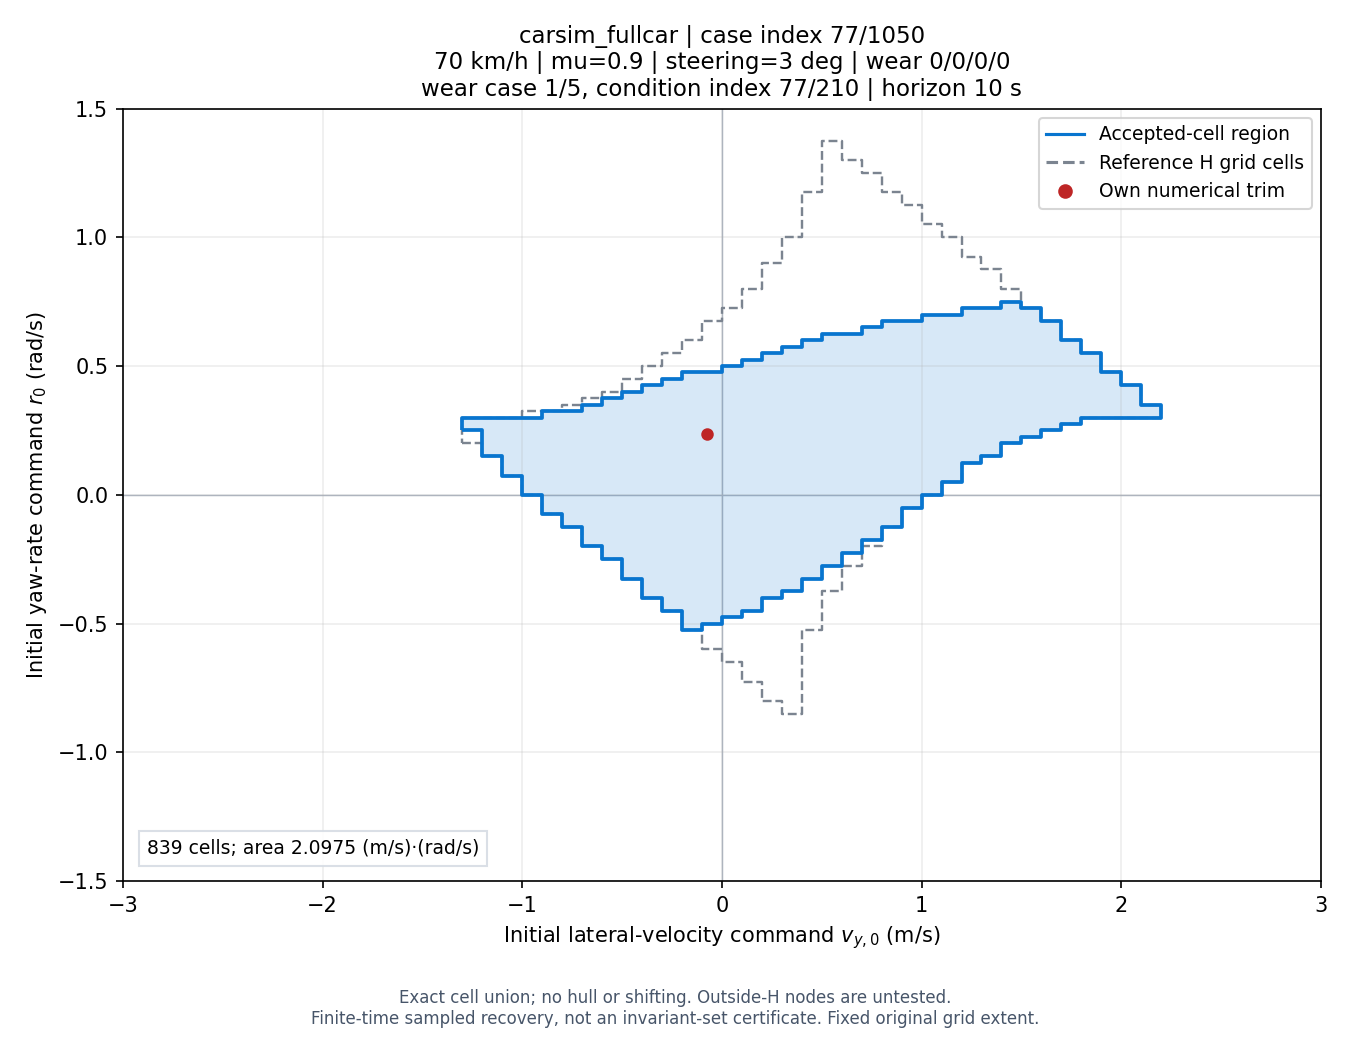 carsim_fullcar | case index 77/1050
70 km/h | mu=0.9 | steering=3 deg | wear 0/0/0/0
wear case 1/5, condition index 77/210 | horizon 10 s
Accepted-cell region
Reference H grid cells
Own numerical trim
1.5
1.0
0.5
0.0
−0.5
−1.0
−1.5
Initial yaw-rate command r₀ (rad/s)
839 cells; area 2.0975 (m/s)·(rad/s)
−3
−2
−1
0
1
2
3
Initial lateral-velocity command v_{y,0} (m/s)
Exact cell union; no hull or shifting. Outside-H nodes are untested.
Finite-time sampled recovery, not an invariant-set certificate. Fixed original grid extent.